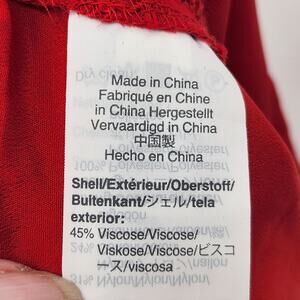 Made in China
Fabriqué en Chine
in China Hergestellt
Vervaardigd in China
中国製
Hecho en China
Shell/Extérieur/Oberstoff/
Buitenkant/シェル/tela
exterior:
45% Viscose/Viscose/
Viskose/Viscose/ビスコ
ース/viscosa